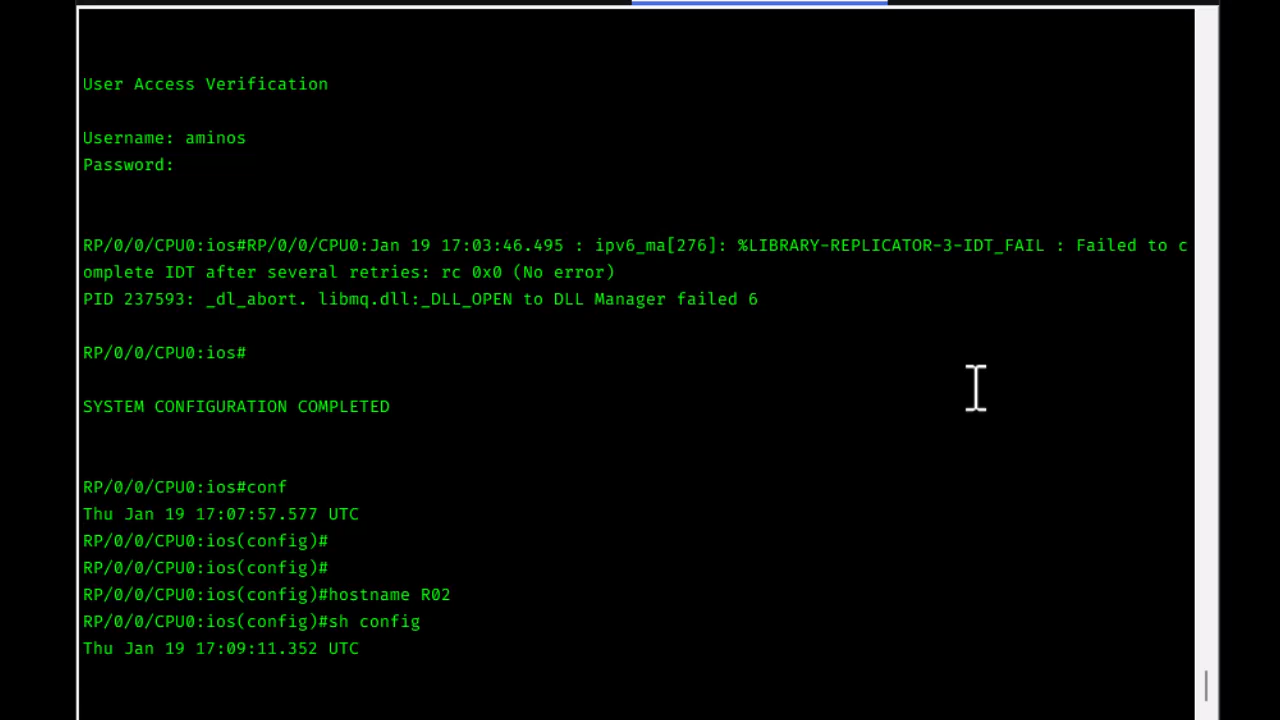 User Access Verification
Username: aminos
Password:
RP/0/0/CPU0:ios#RP/0/0/CPU0:Jan 19 17:03:46.495 : ipv6_ma[276]: %LIBRARY-REPLICATOR-3-IDT_FAIL : Failed to c
omplete IDT after several retries: rc 0x0 (No error)
PID 237593: _dl_abort. libmq.dll:_DLL_OPEN to DLL Manager failed 6
RP/0/0/CPU0:ios#
SYSTEM CONFIGURATION COMPLETED
RP/0/0/CPU0:ios#conf
Thu Jan 19 17:07:57.577 UTC
RP/0/0/CPU0:ios(config)#
RP/0/0/CPU0:ios(config)#
RP/0/0/CPU0:ios(config)#hostname R02
RP/0/0/CPU0:ios(config)#sh config
Thu Jan 19 17:09:11.352 UTC